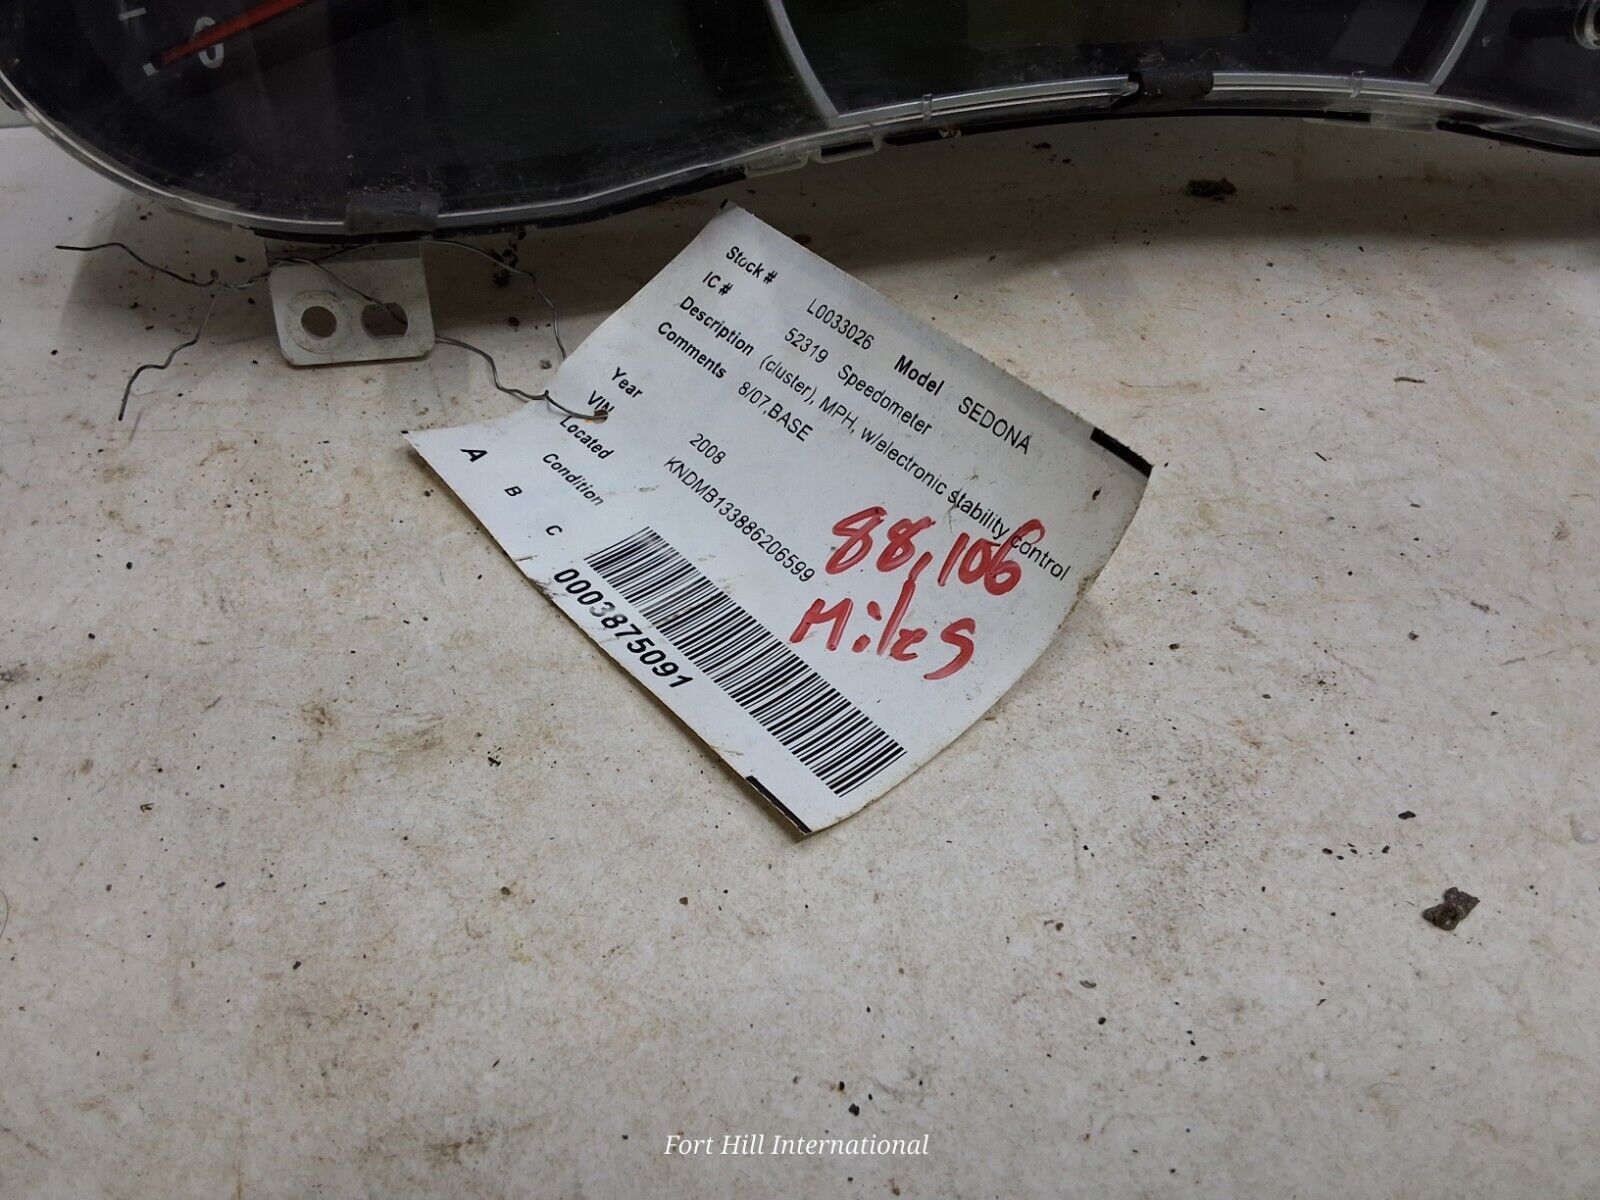 0
Stock # L0033026 Model SEDONA
IC # 52319 Speedometer
Description (cluster), MPH, w/electronic stability control
Comments 8/07,BASE
Year 2008
VIN KNDMB133886206599
Located
Condition
A B C
88,106
Miles
0003875091
Fort Hill International